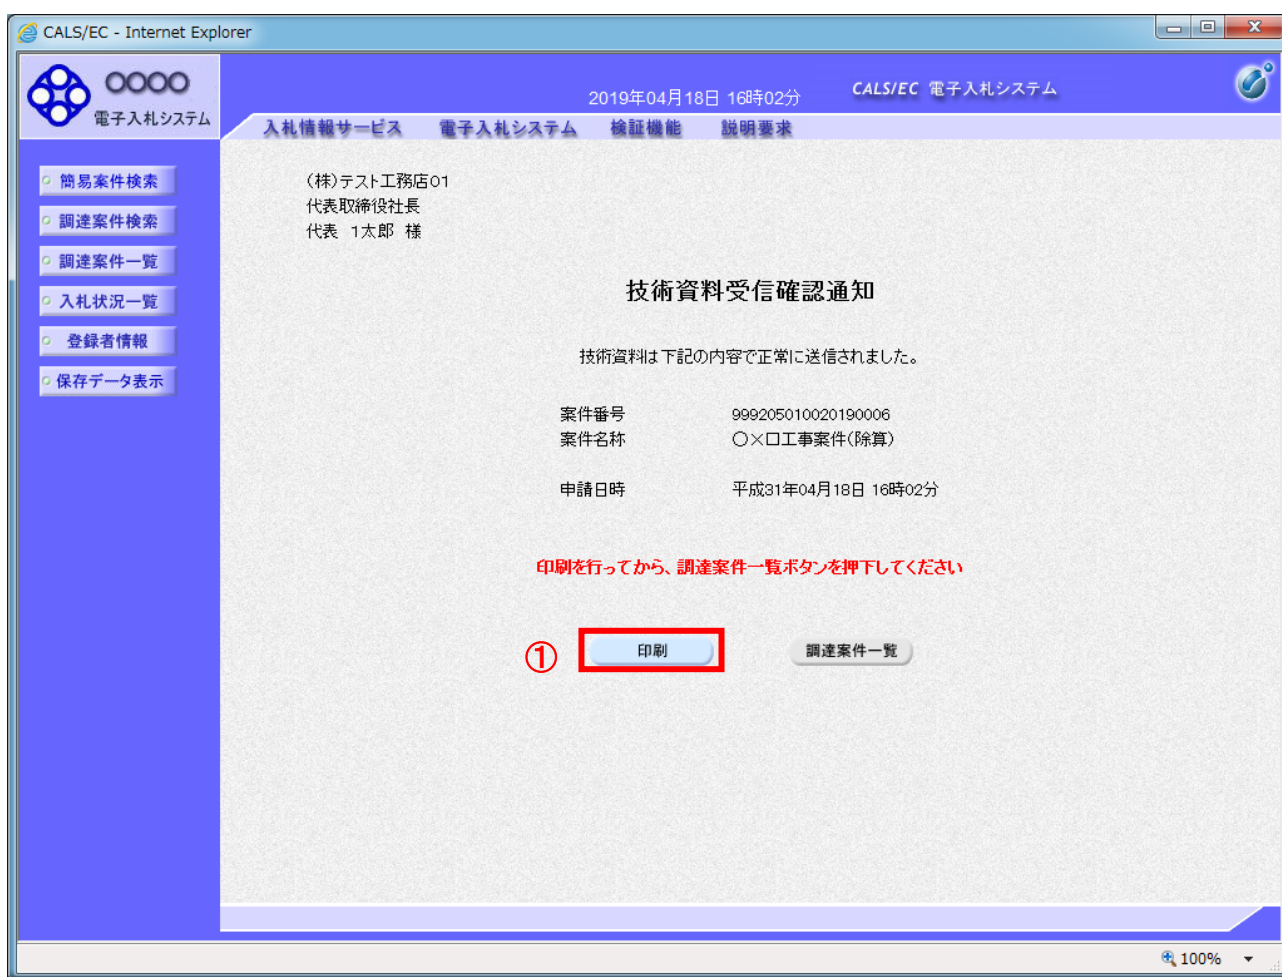 CALS/EC - Internet Explorer
〇〇〇〇
電子入札システム
2019年04月18日 16時02分
CALS/EC 電子入札システム
入札情報サービス 電子入札システム 検証機能 説明要求
簡易案件検索
調達案件検索
調達案件一覧
入札状況一覧
登録者情報
保存データ表示
(株)テスト工務店01
代表取締役社長
代表 1太郎 様
技術資料受信確認通知
技術資料は下記の内容で正常に送信されました。
案件番号 999205010020190006
案件名称 〇×口工事案件(除算)
申請日時 平成31年04月18日 16時02分
印刷を行ってから、調達案件一覧ボタンを押下してください
① 印刷 調達案件一覧
100%